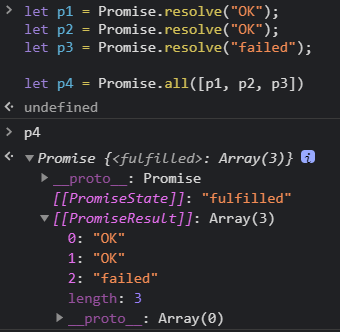 let p1 = Promise.resolve("OK");
let p2 = Promise.resolve("OK");
let p3 = Promise.resolve("failed");
let p4 = Promise.all([p1, p2, p3])
undefined
p4
Promise {<fulfilled>: Array(3)} i
__proto__: Promise
[[PromiseState]]: "fulfilled"
[[PromiseResult]]: Array(3)
0: "OK"
1: "OK"
2: "failed"
length: 3
__proto__: Array(0)